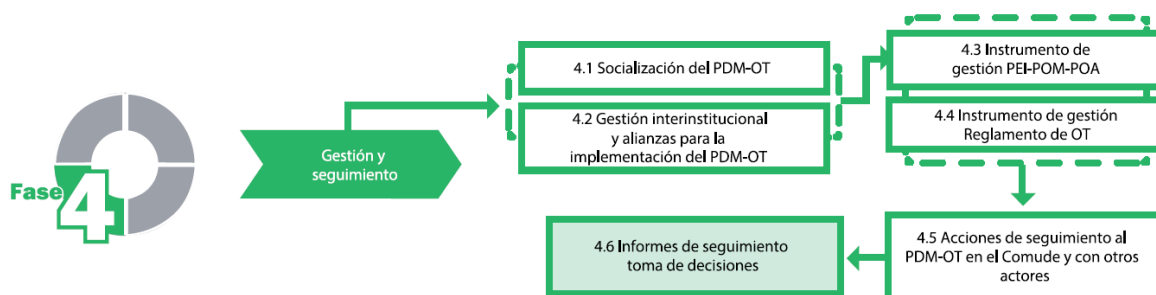 Fase
4
Gestión y
seguimiento
4.1 Socialización del PDM-OT
4.2 Gestión interinstitucional
y alianzas para la
implementación del PDM-OT
4.3 Instrumento de
gestión PEI-POM-POA
4.4 Instrumento de gestión
Reglamento de OT
4.5 Acciones de seguimiento al
PDM-OT en el Comude y con otros
actores
4.6 Informes de seguimiento
toma de decisiones